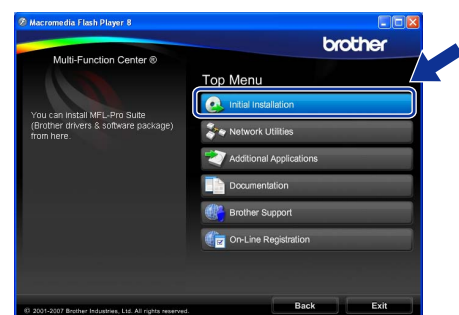 Macromedia Flash Player 8
brother
Multi-Function Center ®
Top Menu
Initial Installation
You can install MFL-Pro Suite
(Brother drivers & software package)
from here.
Network Utilities
Additional Applications
Documentation
Brother Support
On-Line Registration
© 2001-2007 Brother Industries, Ltd. All rights reserved.
Back
Exit